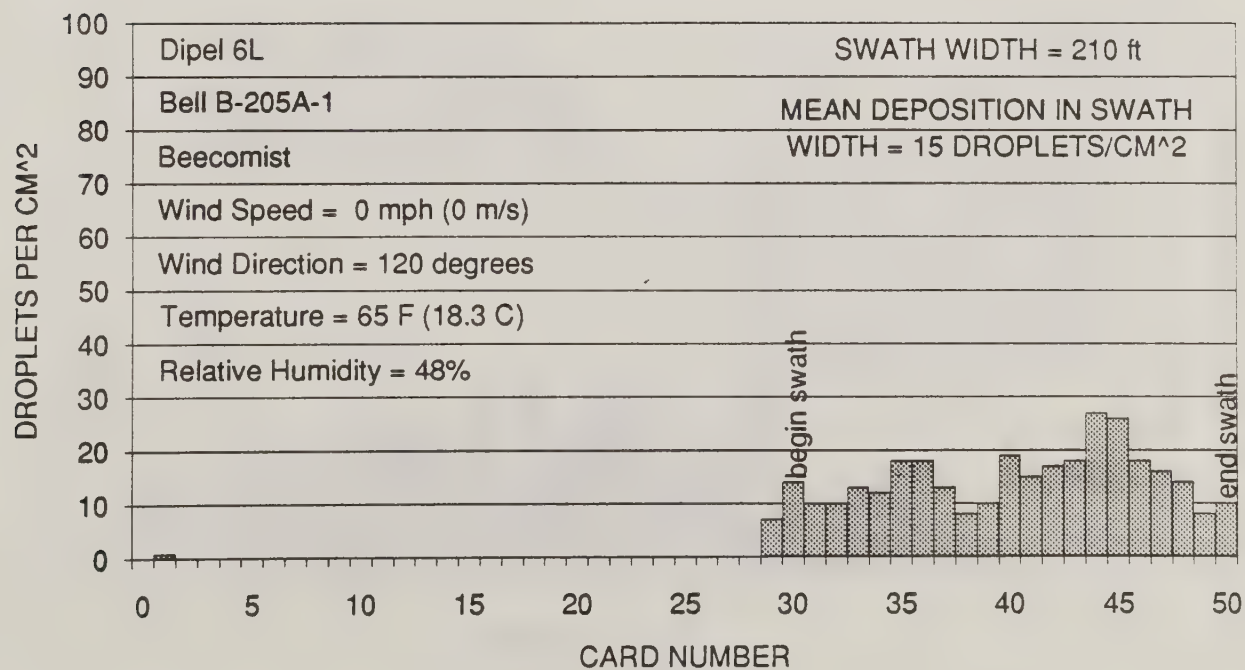 DROPLETS PER CM^2
100
90
80
70
60
50
40
30
20
10
0
Dipel 6L
Bell B-205A-1
Beecomist
Wind Speed = 0 mph (0 m/s)
Wind Direction = 120 degrees
Temperature = 65 F (18.3 C)
Relative Humidity = 48%
SWATH WIDTH = 210 ft
MEAN DEPOSITION IN SWATH
WIDTH = 15 DROPLETS/CM^2
begin swath
end swath
0 5 10 15 20 25 30 35 40 45 50
CARD NUMBER